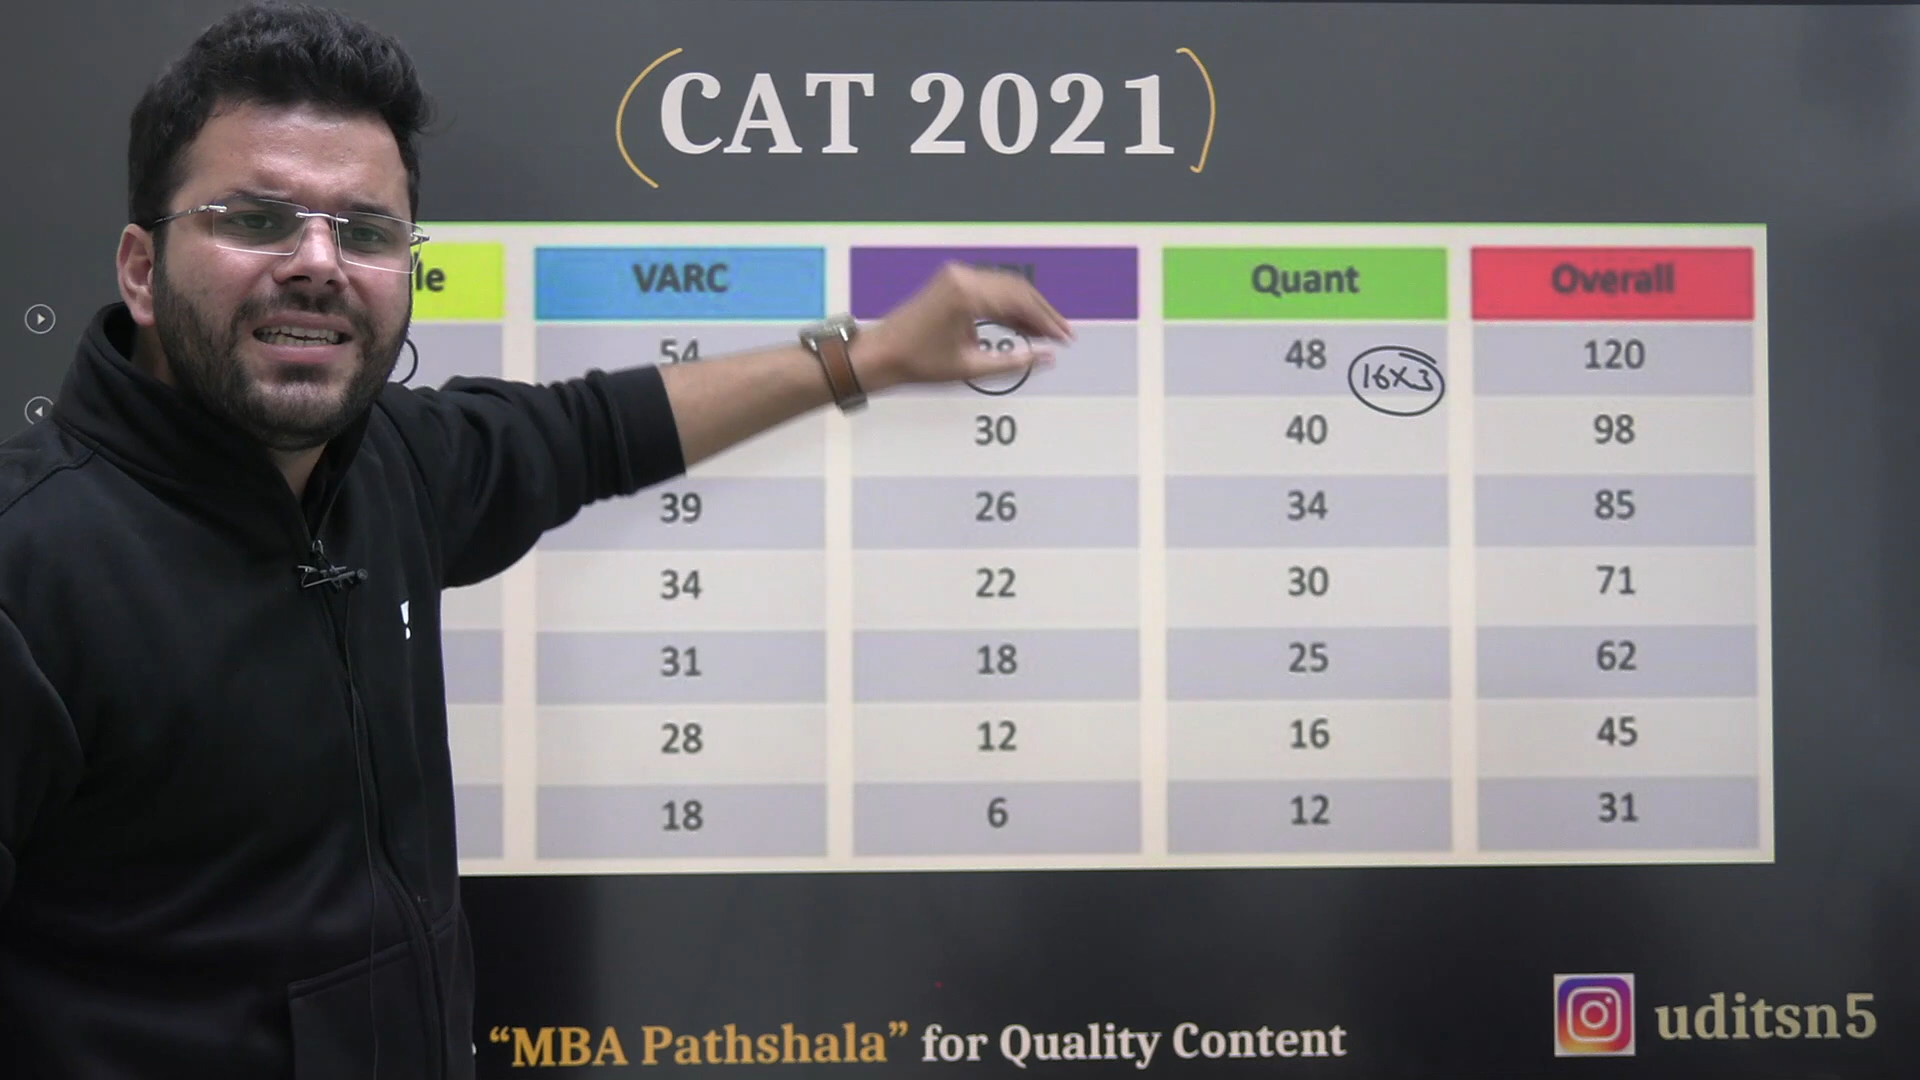 (CAT 2021)
le VARC Quant Overall
54 48 16x3 120
30 40 98
39 26 34 85
34 22 30 71
31 18 25 62
28 12 16 45
18 6 12 31
“MBA Pathshala” for Quality Content
uditsn5